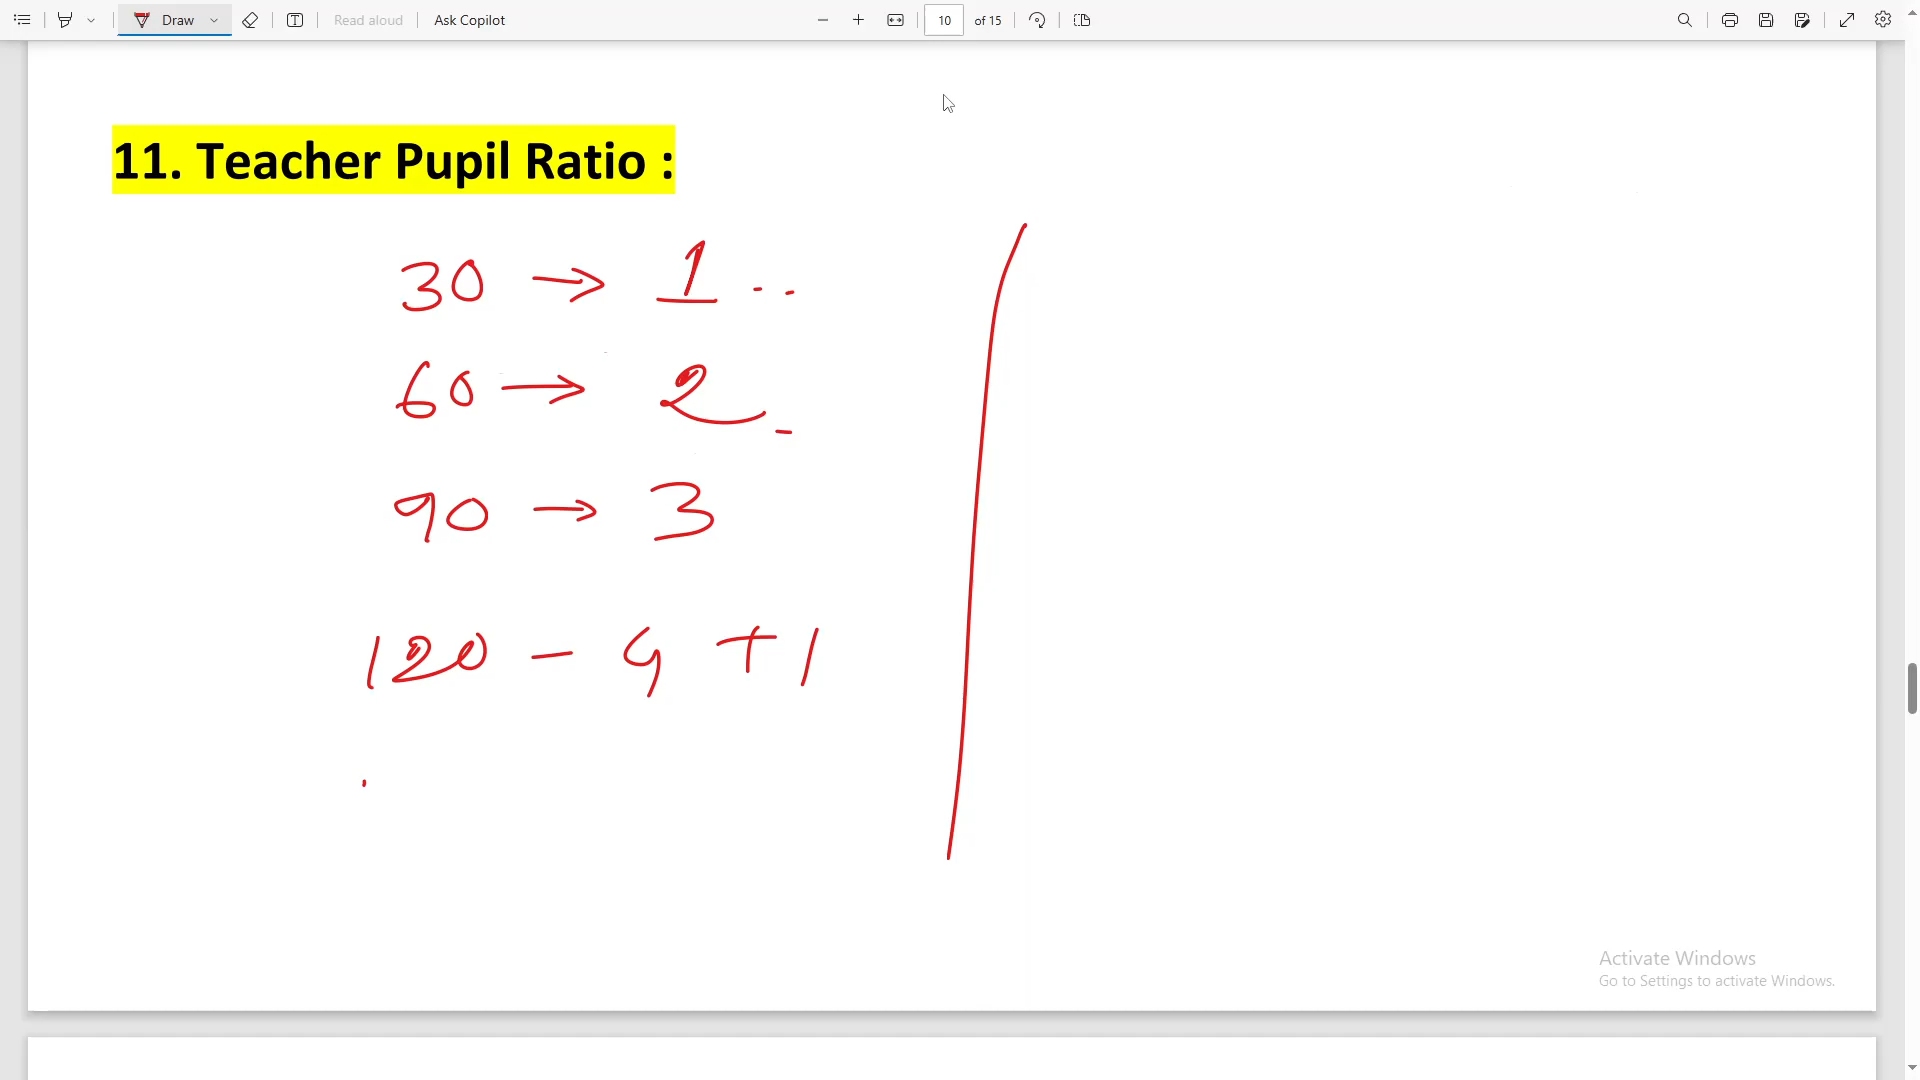 Draw
Read aloud
Ask Copilot
10 of 15
11. Teacher Pupil Ratio :
30 → 1 ..
60 → 2 -
90 → 3
120 - 4 + 1
Activate Windows
Go to Settings to activate Windows.